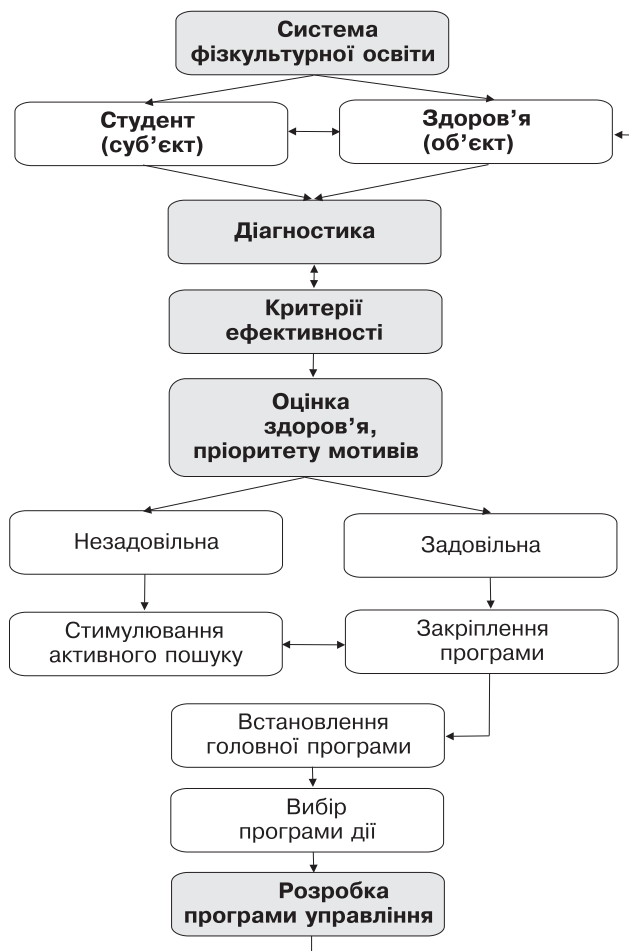 Система
фізкультурної освіти
Студент
(суб’єкт)
Здоров’я
(об’єкт)
Діагностика
Критерії
ефективності
Оцінка
здоров’я,
пріоритету мотивів
Незадовільна
Задовільна
Стимулювання
активного пошуку
Закріплення
програми
Встановлення
головної програми
Вибір
програми дії
Розробка
програми управління